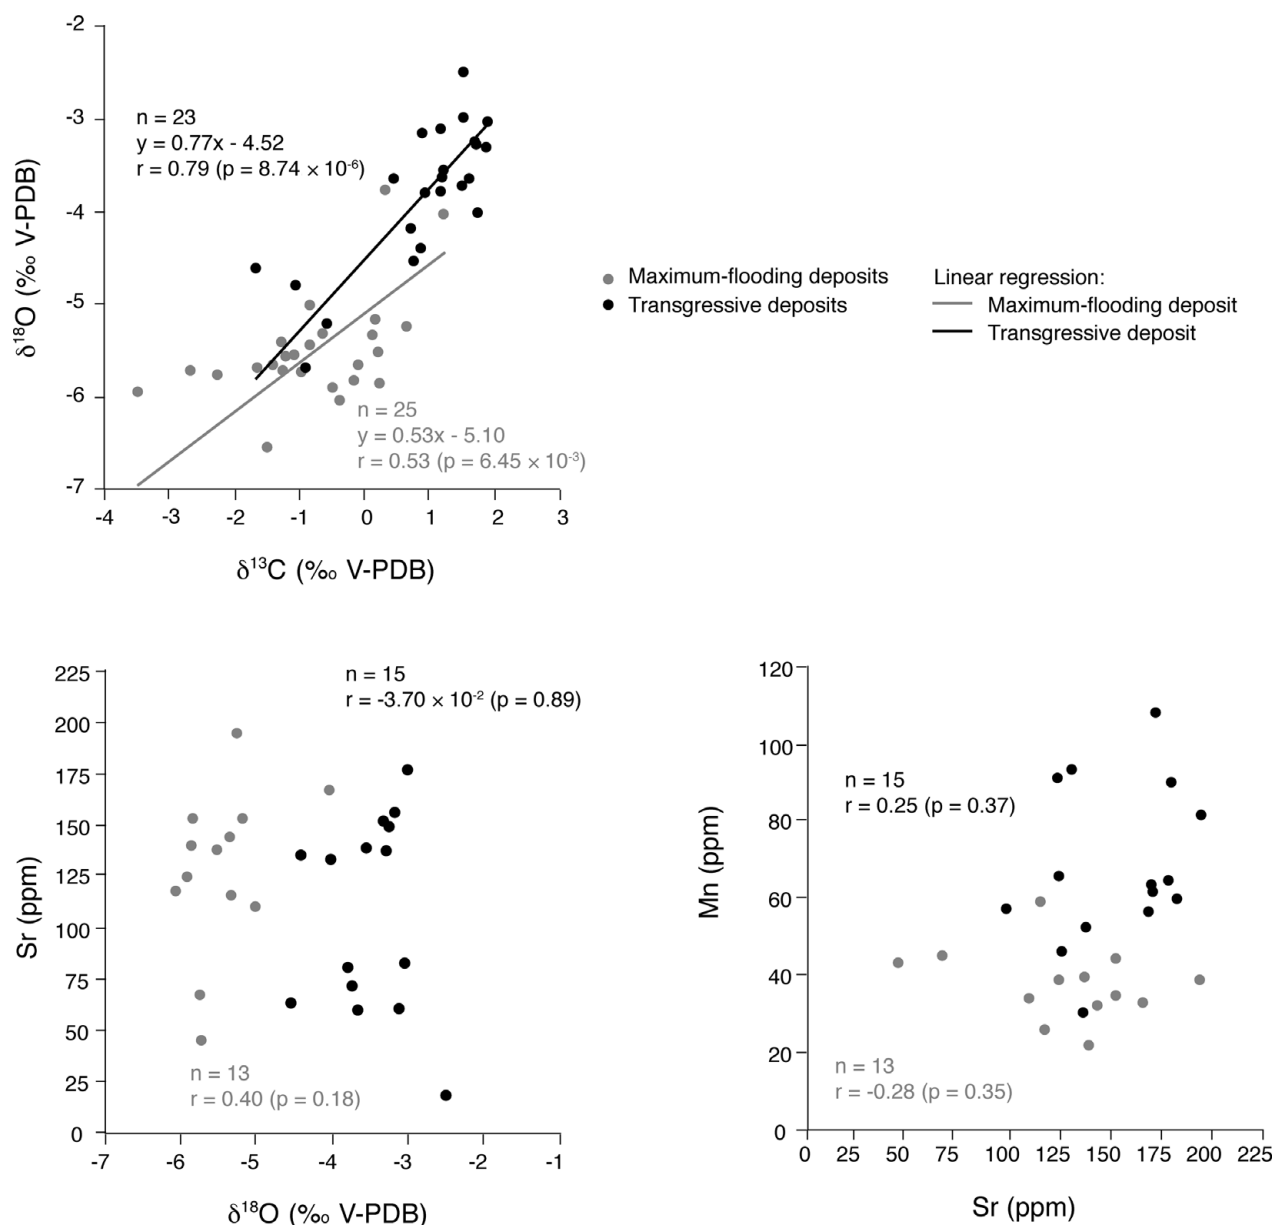 -2
-3
-4
-5
-6
-7
δ¹⁸O (‰ V-PDB)
n = 23
y = 0.77x - 4.52
r = 0.79 (p = 8.74 × 10⁻⁶)
n = 25
y = 0.53x - 5.10
r = 0.53 (p = 6.45 × 10⁻³)
-4 -3 -2 -1 0 1 2 3
δ¹³C (‰ V-PDB)
Maximum-flooding deposits
Transgressive deposits
Linear regression:
Maximum-flooding deposit
Transgressive deposit
225
200
175
150
125
100
75
50
25
0
Sr (ppm)
n = 15
r = -3.70 × 10⁻² (p = 0.89)
n = 13
r = 0.40 (p = 0.18)
-7 -6 -5 -4 -3 -2 -1
δ¹⁸O (‰ V-PDB)
120
100
80
60
40
20
0
Mn (ppm)
n = 15
r = 0.25 (p = 0.37)
n = 13
r = -0.28 (p = 0.35)
0 25 50 75 100 125 150 175 200 225
Sr (ppm)